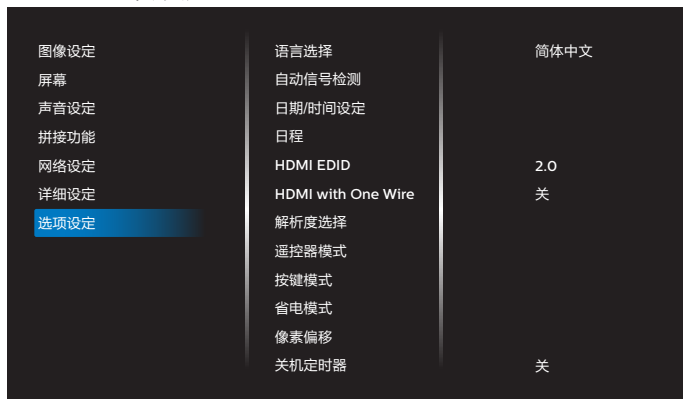 图像设定 语言选择 简体中文
屏幕 自动信号检测
声音设定 日期/时间设定
拼接功能 日程
网络设定 HDMI EDID 2.0
详细设定 HDMI with One Wire 关
选项设定 解析度选择
遥控器模式
按键模式
省电模式
像素偏移
关机定时器 关